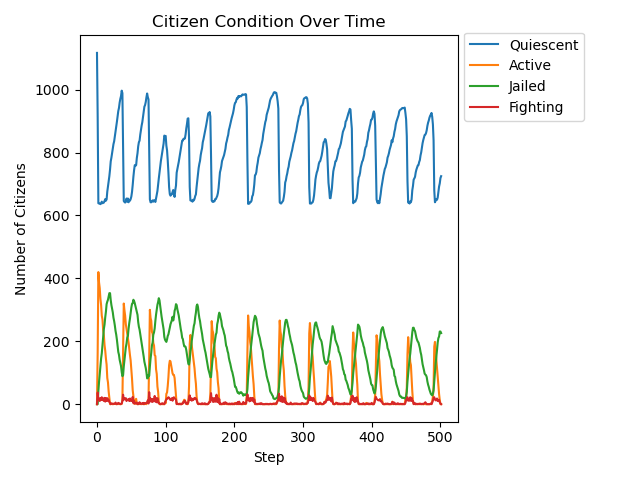 Citizen Condition Over Time
Quiescent
Active
Jailed
Fighting
Number of Citizens
1000
800
600
400
200
0
0 100 200 300 400 500
Step